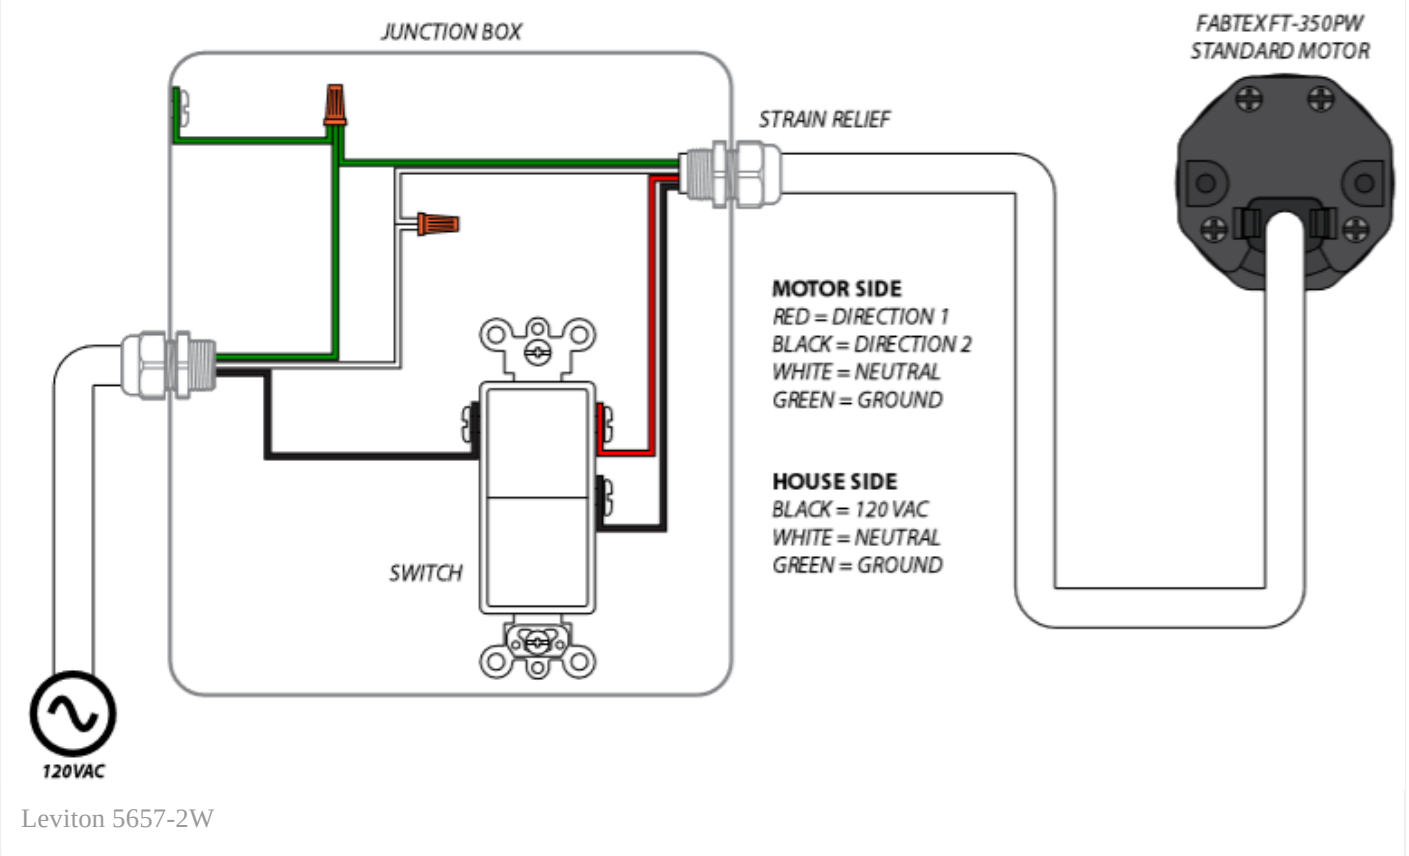 JUNCTION BOX
FABTEX FT-350PW
STANDARD MOTOR
STRAIN RELIEF
MOTOR SIDE
RED = DIRECTION 1
BLACK = DIRECTION 2
WHITE = NEUTRAL
GREEN = GROUND
HOUSE SIDE
BLACK = 120 VAC
WHITE = NEUTRAL
GREEN = GROUND
SWITCH
120VAC
Leviton 5657-2W